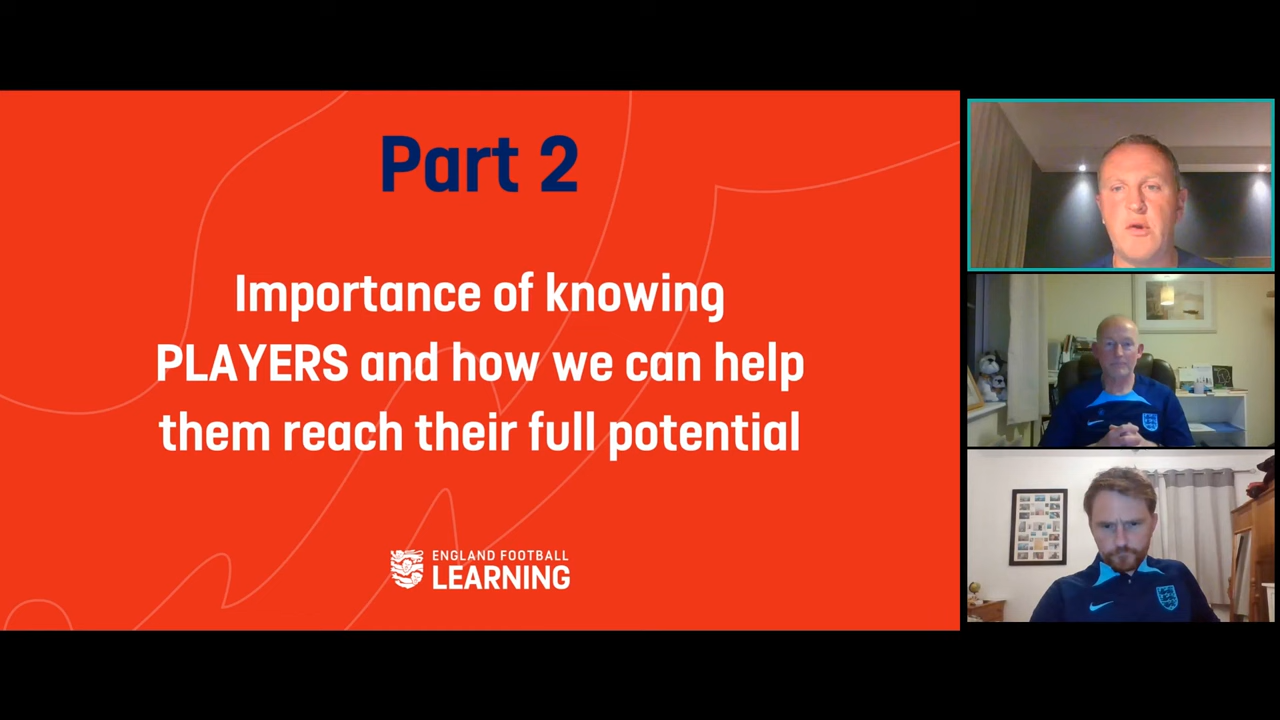 Part 2
Importance of knowing
PLAYERS and how we can help
them reach their full potential
ENGLAND FOOTBALL
LEARNING